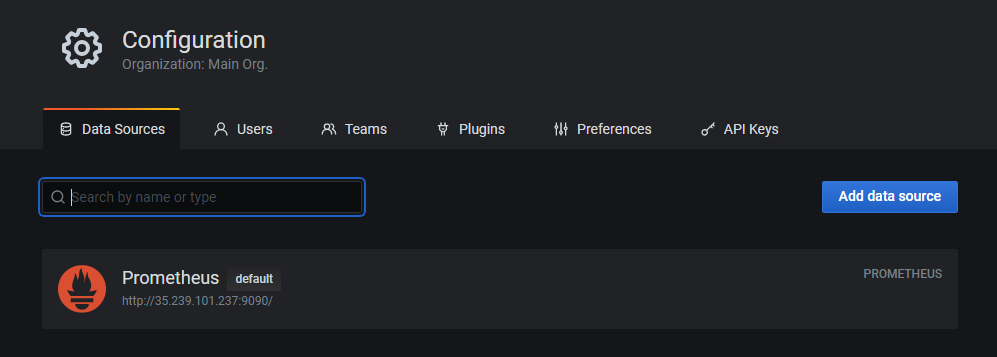 Configuration
Organization: Main Org.
Data Sources Users Teams Plugins Preferences API Keys
Search by name or type
Add data source
Prometheus default
PROMETHEUS
http://35.239.101.237:9090/